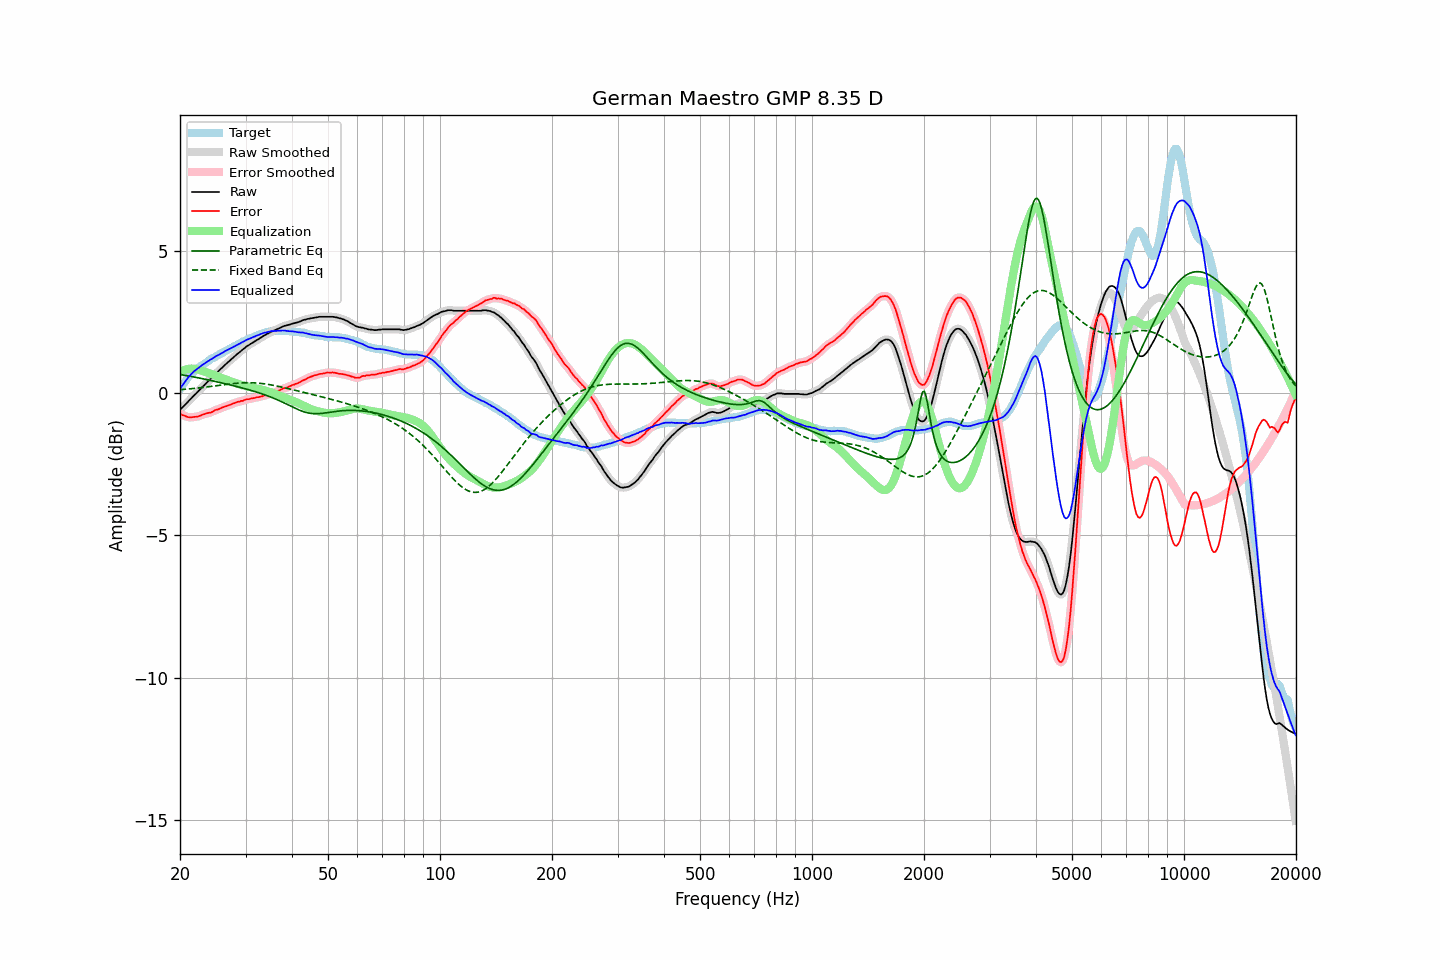 German Maestro GMP 8.35 D
Target
Raw Smoothed
Error Smoothed
Raw
Error
Equalization
Parametric Eq
Fixed Band Eq
Equalized
Amplitude (dBr)
5
0
−5
−10
−15
20 50 100 200 500 1000 2000 5000 10000 20000
Frequency (Hz)